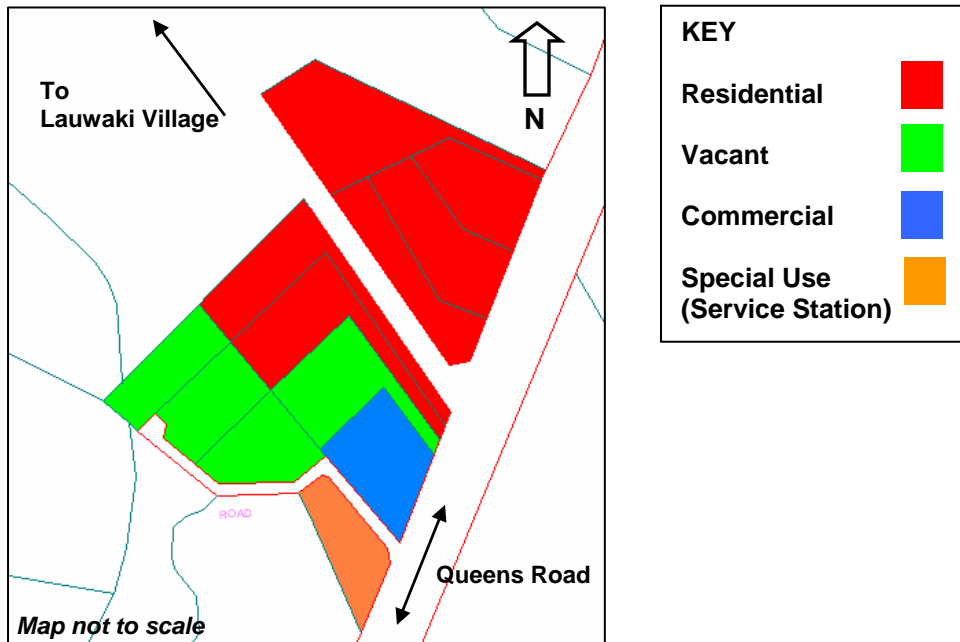 To
Lauwaki Village
N
ROAD
Queens Road
Map not to scale
KEY
Residential
Vacant
Commercial
Special Use
(Service Station)